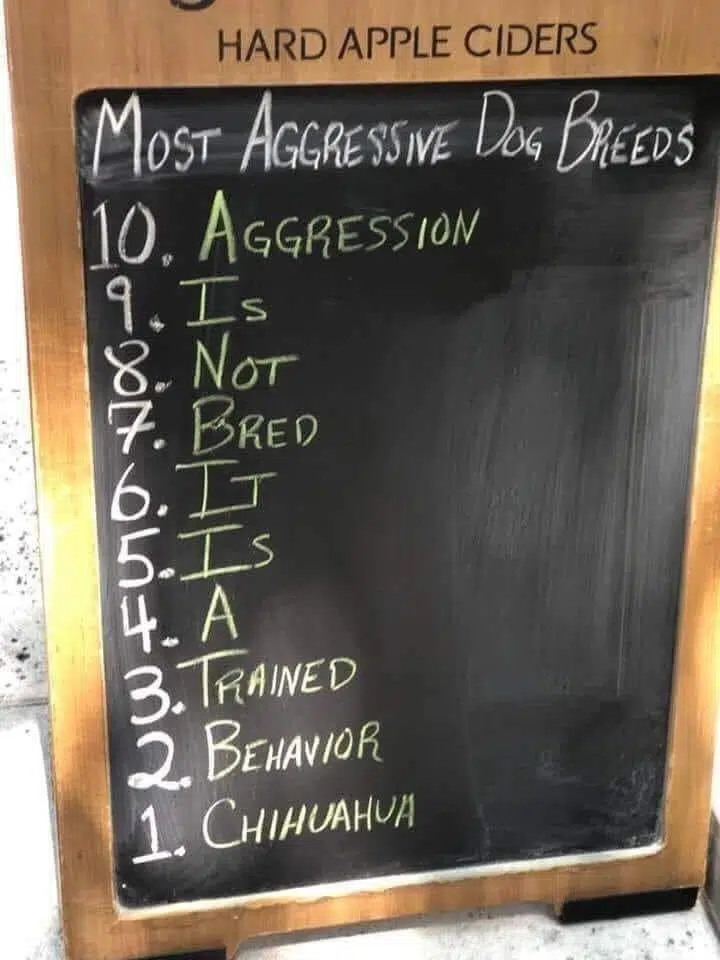 HARD APPLE CIDERS
MOST AGGRESSIVE DOG BREEDS
10. AGGRESSION
9. IS
8. NOT
7. BRED
6. IT
5. IS
4. A
3. TRAINED
2. BEHAVIOR
1. CHIHUAHUA